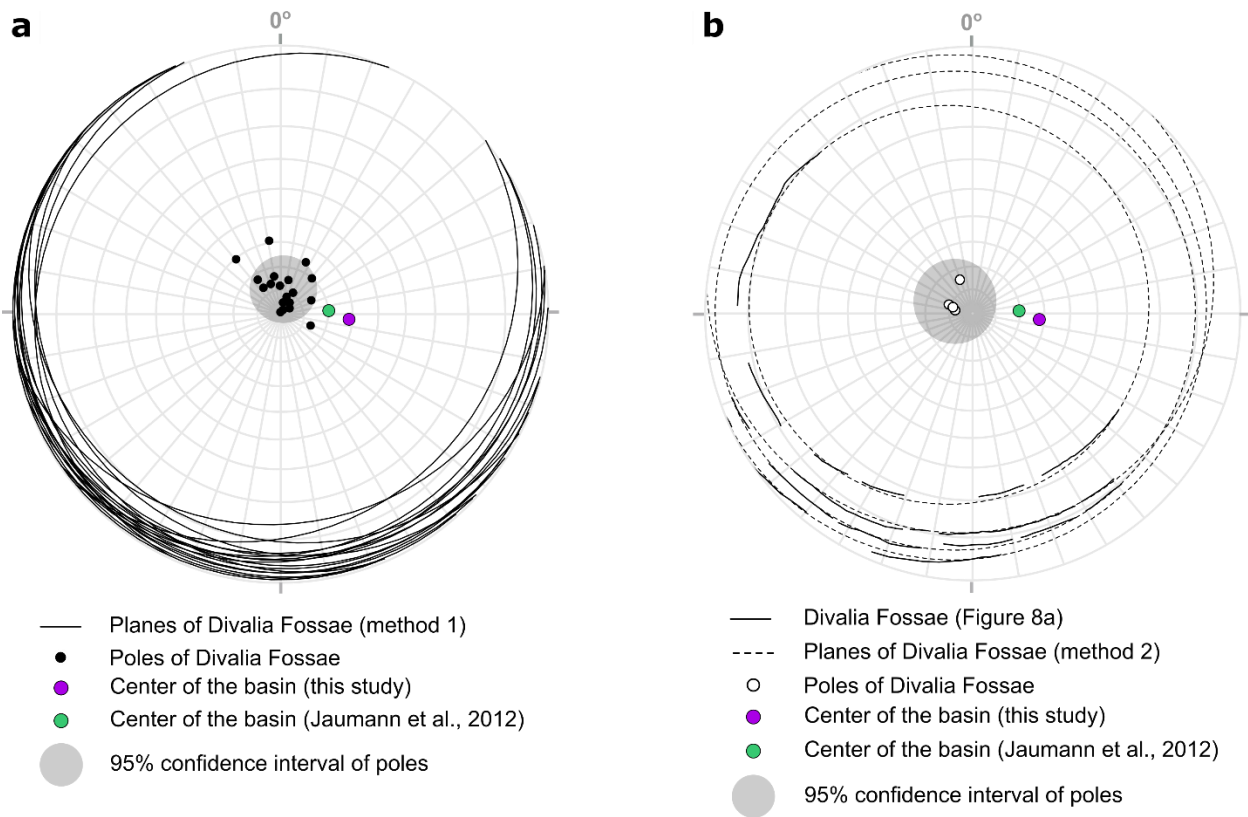 a
0°
Planes of Divalia Fossae (method 1)
Poles of Divalia Fossae
Center of the basin (this study)
Center of the basin (Jaumann et al., 2012)
95% confidence interval of poles
b
0°
Divalia Fossae (Figure 8a)
Planes of Divalia Fossae (method 2)
Poles of Divalia Fossae
Center of the basin (this study)
Center of the basin (Jaumann et al., 2012)
95% confidence interval of poles